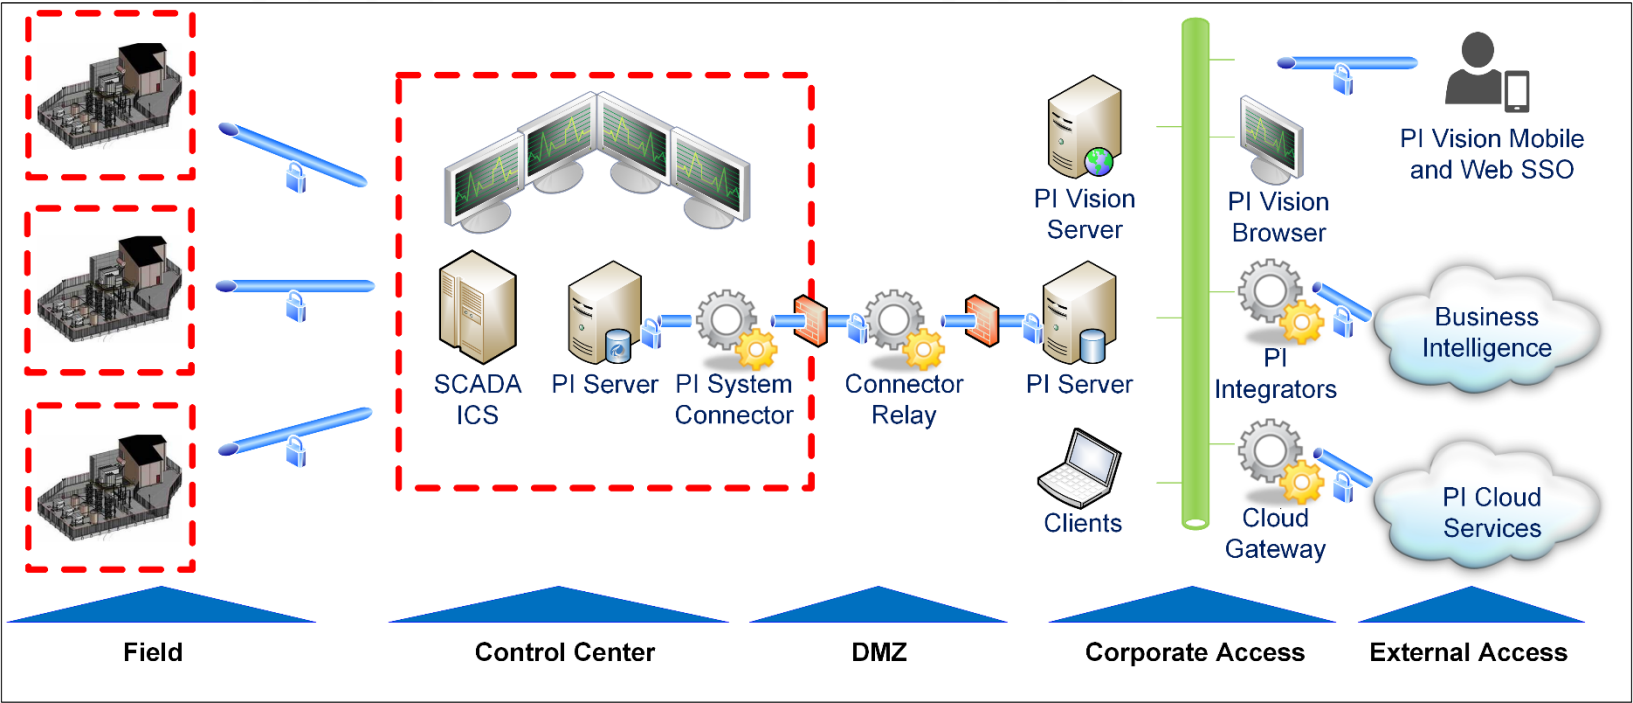 PI Vision Mobile
and Web SSO
PI Vision
Server
PI Vision
Browser
SCADA
ICS
PI Server
PI System
Connector
Connector
Relay
PI Server
PI
Integrators
Business
Intelligence
Clients
Cloud
Gateway
PI Cloud
Services
Field
Control Center
DMZ
Corporate Access
External Access